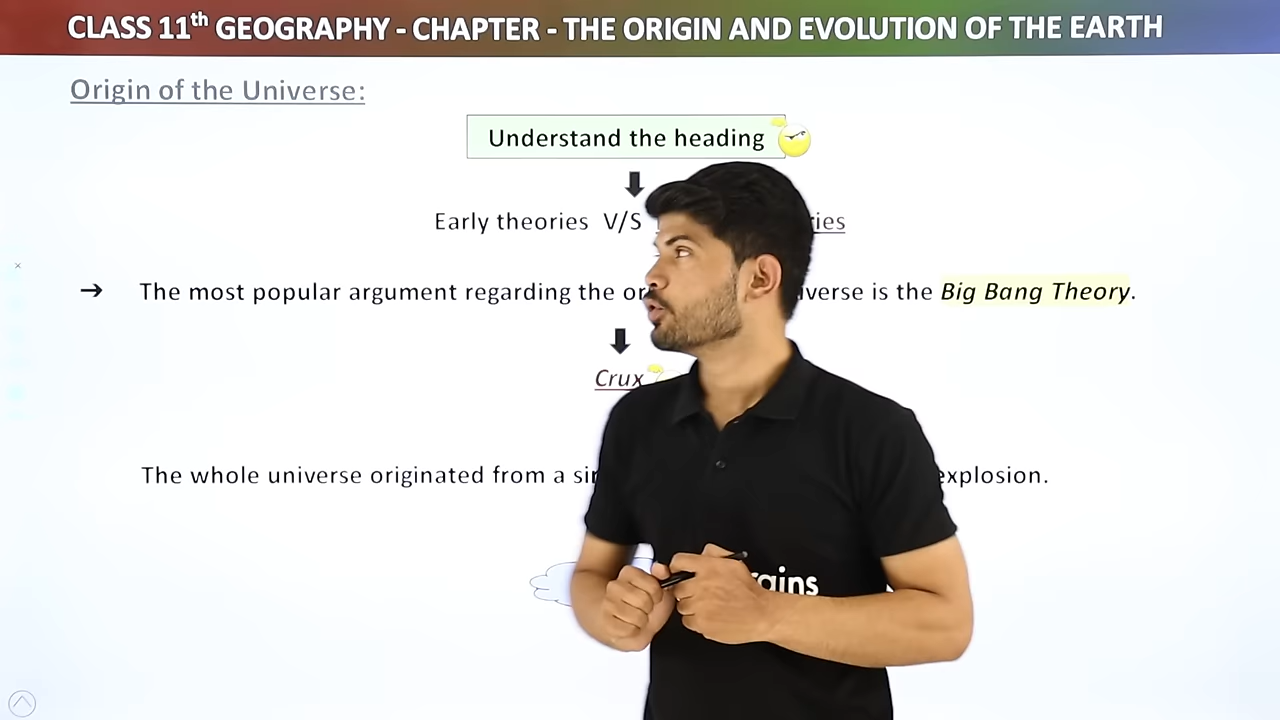 CLASS 11th GEOGRAPHY - CHAPTER - THE ORIGIN AND EVOLUTION OF THE EARTH
Origin of the Universe:
Understand the heading
Early theories V/S
The most popular argument regarding the is the Big Bang Theory.
Crux
The whole universe originated from a explosion.